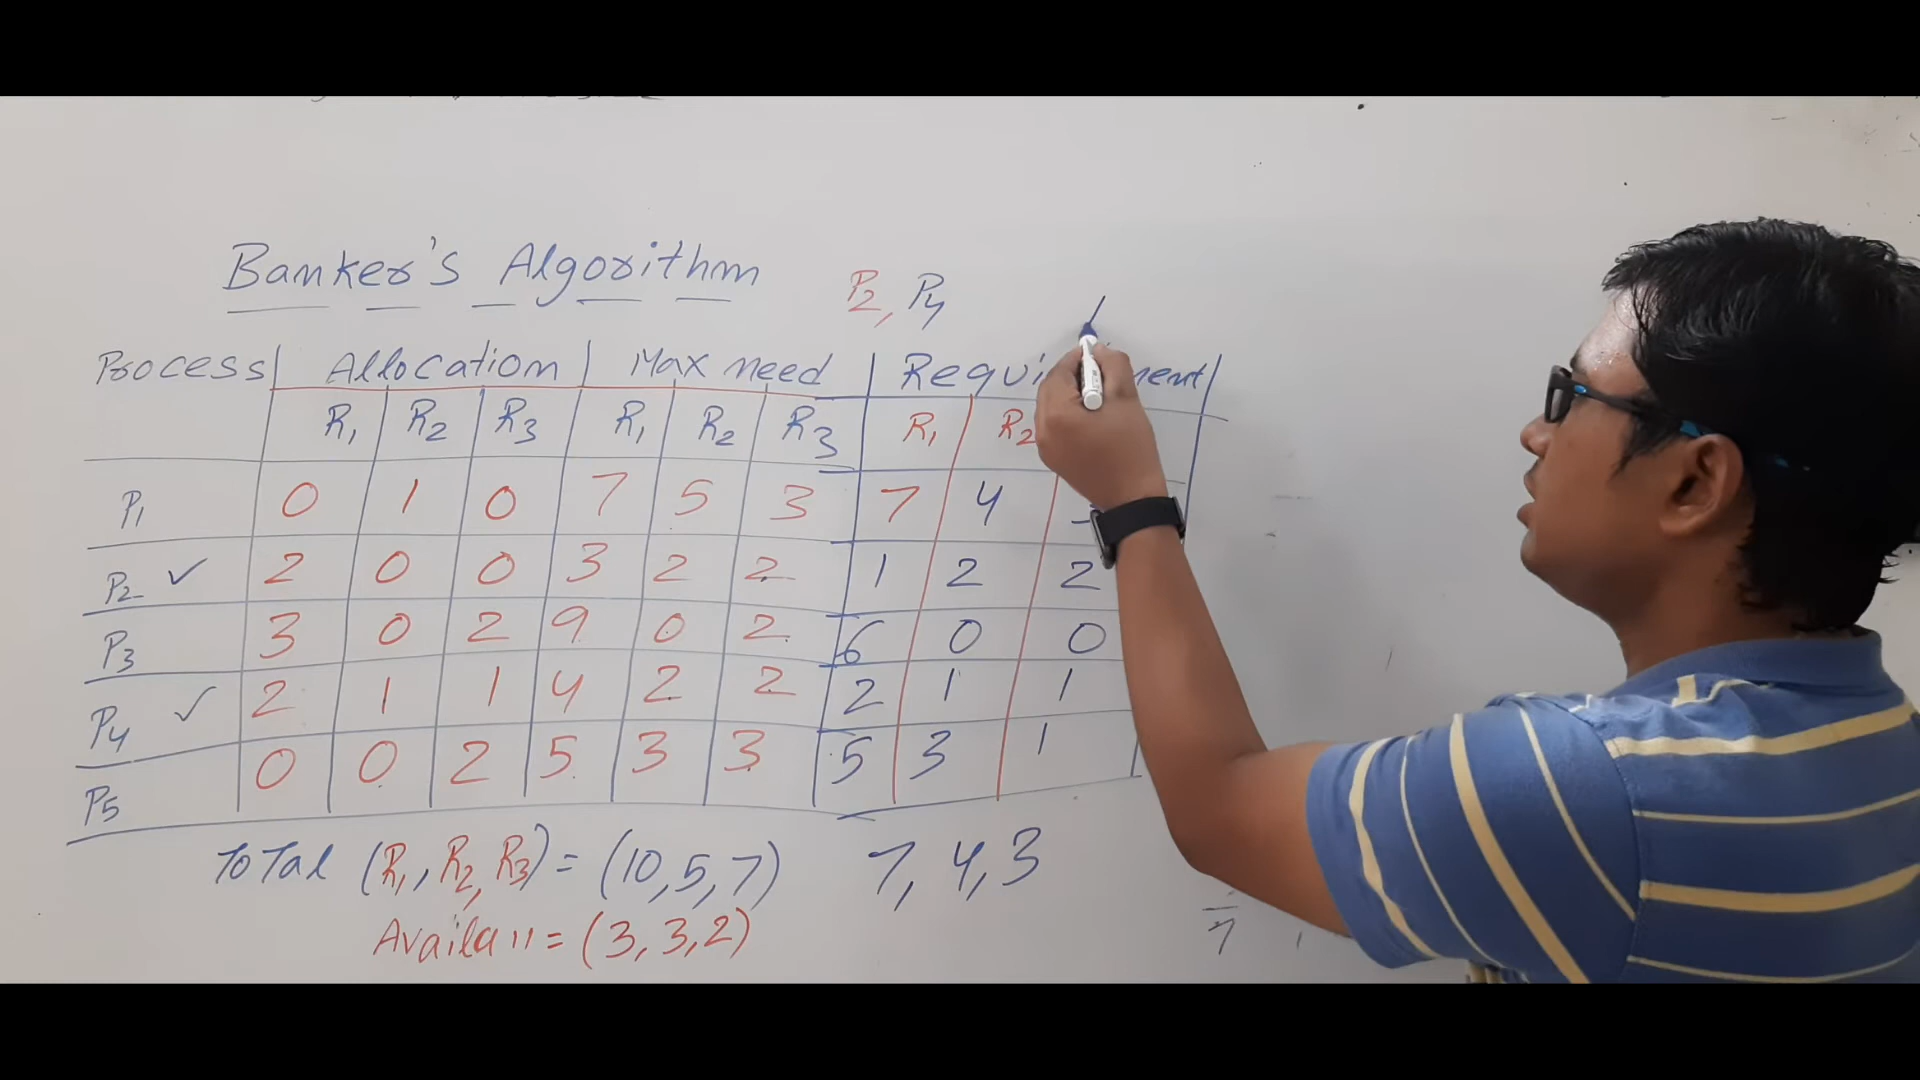 Banker's Algorithm
P2, P4
Process Allocation Max need
R1 R2 R3 R1 R2 R3 R1 R2
P1 0 1 0 7 5 3 7 4
P2 ✓ 2 0 0 3 2 2 1 2 2
P3 3 0 2 9 0 2 6 0 0
P4 ✓ 2 1 1 4 2 2 2 1 1
P5 0 0 2 5 3 3 5 3 1
ToTal (R1, R2, R3) = (10, 5, 7) 7, 4, 3
Availa 11 = (3, 3, 2)
7